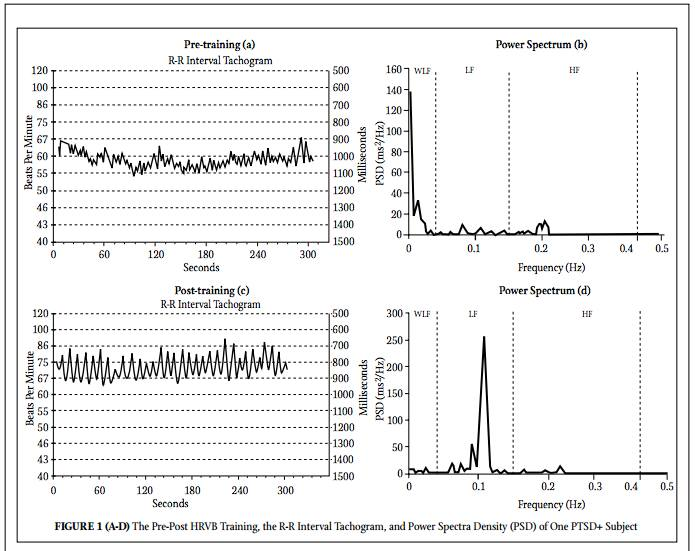 Pre-training (a)
R-R Interval Tachogram
Beats Per Minute
120
100
86
75
67
60
55
50
46
43
40
500
600
700
800
900
1000
1100
1200
1300
1400
1500
Milliseconds
0 60 120 180 240 300
Seconds
Power Spectrum (b)
WLF LF HF
PSD (ms²/Hz)
160
140
120
100
80
60
40
20
0
0 0.1 0.2 0.3 0.4 0.5
Frequency (Hz)
Post-training (c)
R-R Interval Tachogram
Beats Per Minute
120
100
86
75
67
60
55
50
46
43
40
500
600
700
800
900
1000
1100
1200
1300
1400
1500
Milliseconds
0 60 120 180 240 300
Seconds
Power Spectrum (d)
WLF LF HF
PSD (ms²/Hz)
300
250
200
150
100
50
0
0 0.1 0.2 0.3 0.4 0.5
Frequency (Hz)
FIGURE 1 (A-D) The Pre-Post HRVB Training, the R-R Interval Tachogram, and Power Spectra Density (PSD) of One PTSD+ Subject